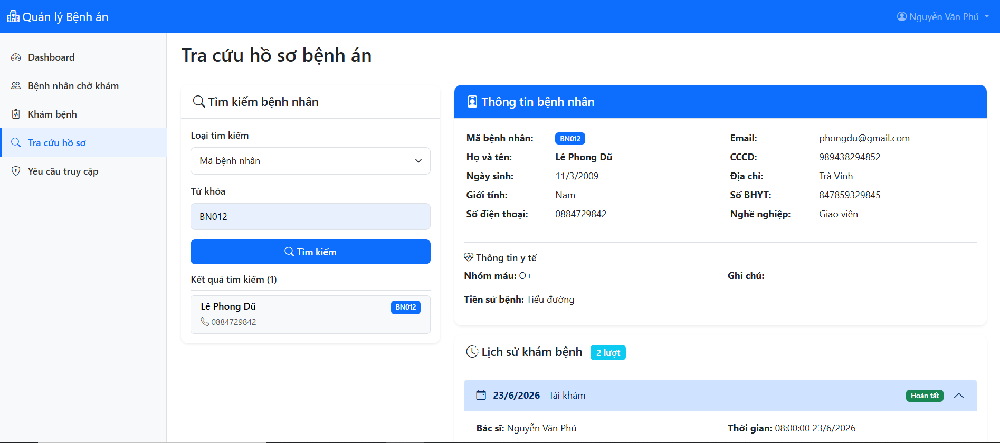 Quản lý Bệnh án
Nguyễn Văn Phú
Dashboard
Bệnh nhân chờ khám
Khám bệnh
Tra cứu hồ sơ
Yêu cầu truy cập
Tra cứu hồ sơ bệnh án
Tìm kiếm bệnh nhân
Loại tìm kiếm
Mã bệnh nhân
Từ khóa
BN012
Tìm kiếm
Kết quả tìm kiếm (1)
Lê Phong Dũ BN012
0884729842
Thông tin bệnh nhân
Mã bệnh nhân: BN012 Email: phongdu@gmail.com
Họ và tên: Lê Phong Dũ CCCD: 989438294852
Ngày sinh: 11/3/2009 Địa chỉ: Trà Vinh
Giới tính: Nam Số BHYT: 847859329845
Số điện thoại: 0884729842 Nghề nghiệp: Giao viên
Thông tin y tế
Nhóm máu: O+ Ghi chú: -
Tiền sử bệnh: Tiểu đường
Lịch sử khám bệnh 2 lượt
23/6/2026 - Tái khám Hoàn tất
Bác sĩ: Nguyễn Văn Phú Thời gian: 08:00:00 23/6/2026